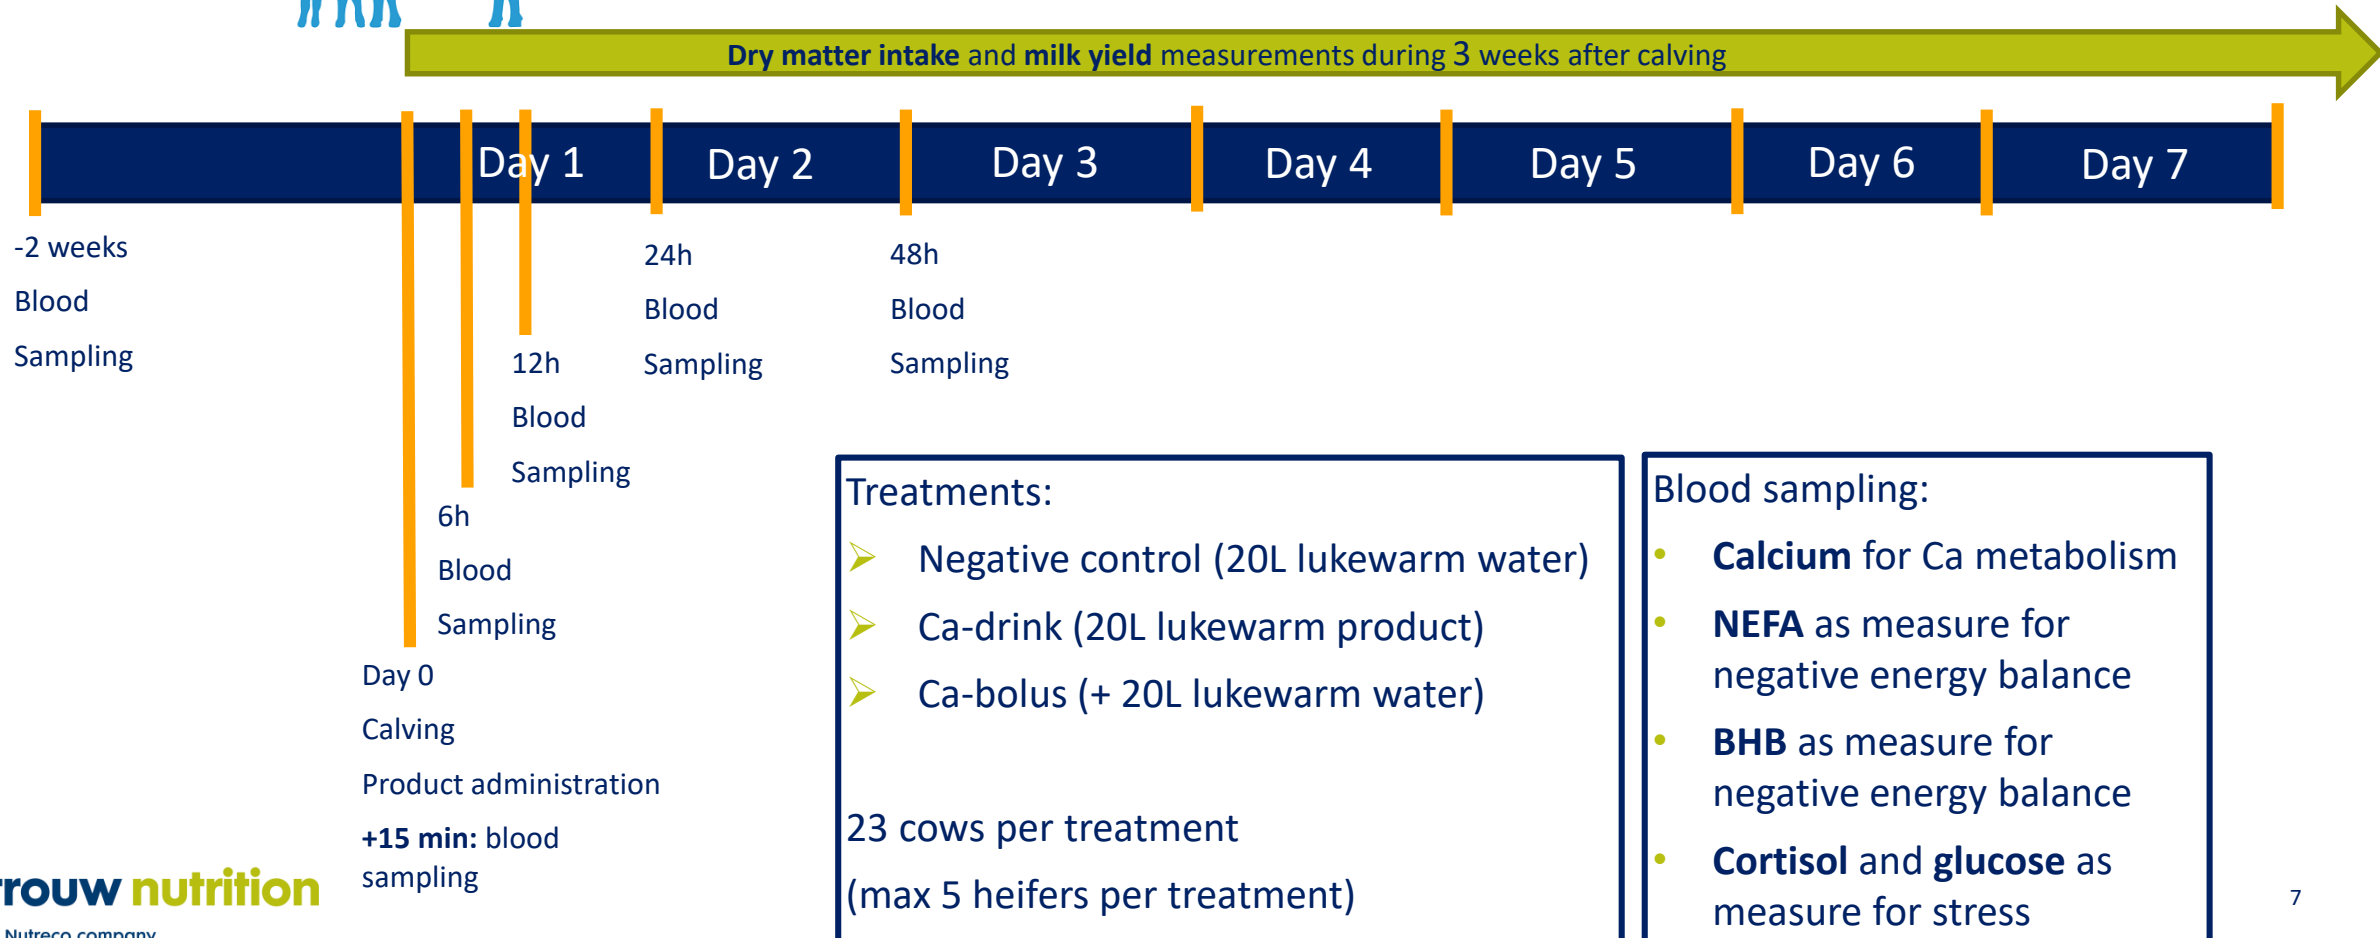 Dry matter intake and milk yield measurements during 3 weeks after calving
Day 1
Day 2
Day 3
Day 4
Day 5
Day 6
Day 7
-2 weeks
Blood
Sampling
24h
Blood
Sampling
48h
Blood
Sampling
12h
Blood
Sampling
6h
Blood
Sampling
Day 0
Calving
Product administration
+15 min: blood
sampling
Treatments:
Negative control (20L lukewarm water)
Ca-drink (20L lukewarm product)
Ca-bolus (+ 20L lukewarm water)
23 cows per treatment
(max 5 heifers per treatment)
Blood sampling:
• Calcium for Ca metabolism
• NEFA as measure for
negative energy balance
• BHB as measure for
negative energy balance
• Cortisol and glucose as
measure for stress
trouw nutrition
Nutreco company
7